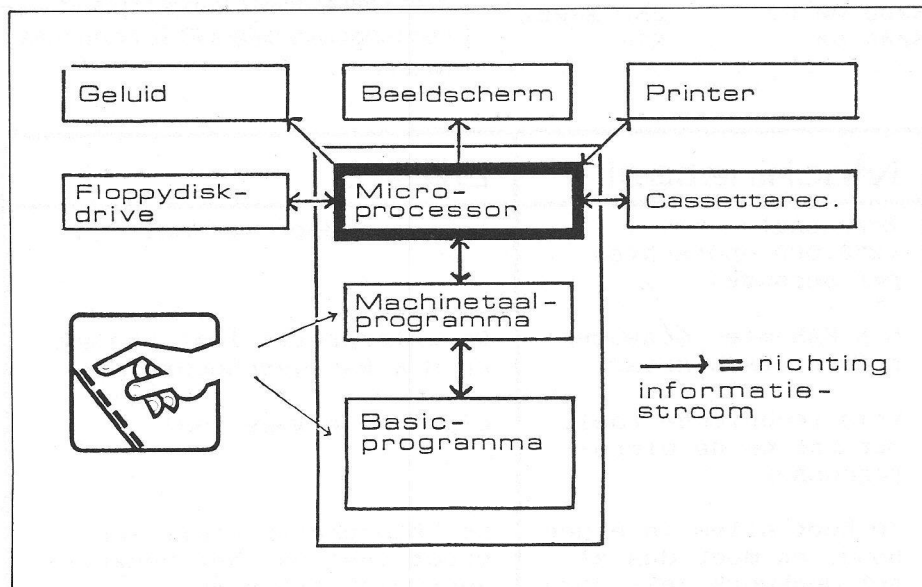 Geluid
Beeldscherm
Printer
Floppydisk-
drive
Micro-
processor
Cassetterec.
Machinetaal-
programma
Basic-
programma
→ = richting
informatie-
stroom